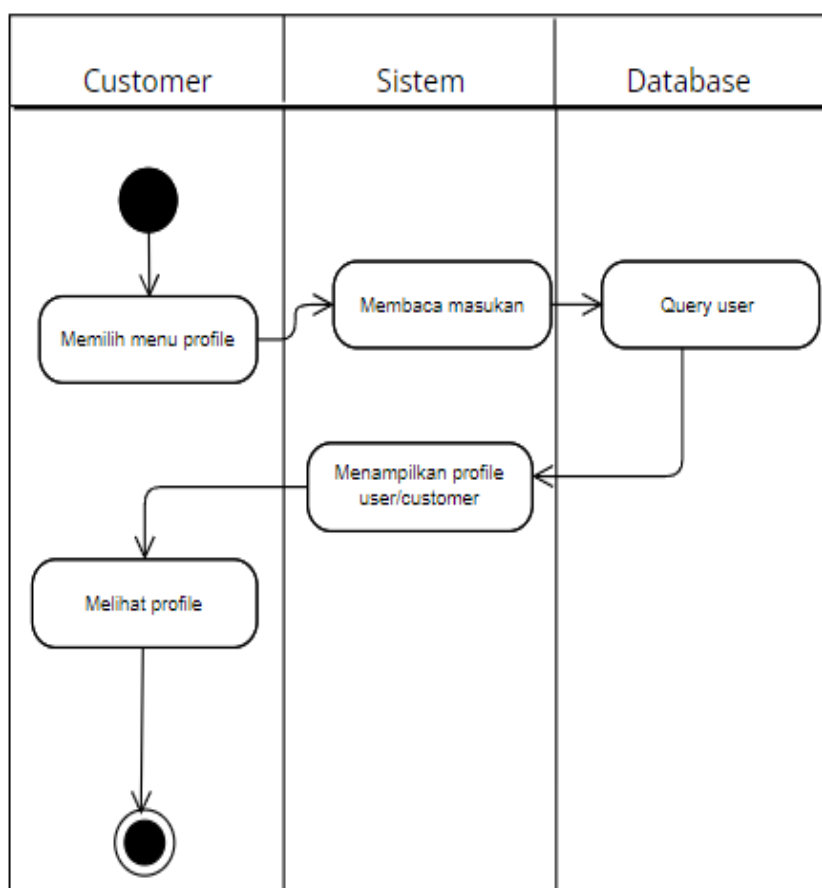 Customer
Sistem
Database
Memilih menu profile
Membaca masukan
Query user
Menampilkan profile
user/customer
Melihat profile